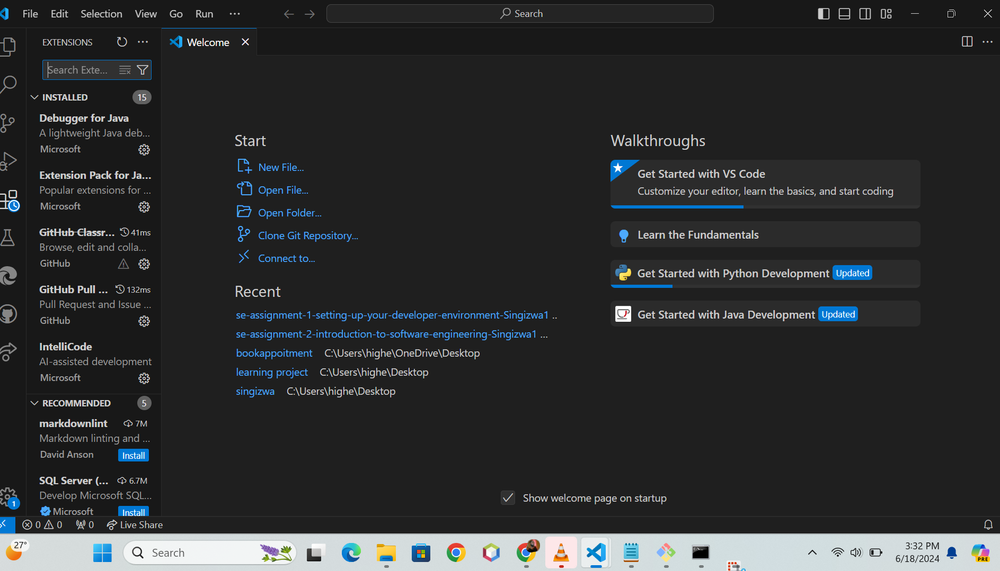 File Edit Selection View Go Run
Search
EXTENSIONS
Welcome
Search Exte...
INSTALLED 15
Debugger for Java
A lightweight Java deb...
Microsoft
Extension Pack for Ja...
Popular extensions for ...
Microsoft
GitHub Classr... 41ms
Browse, edit and colla...
GitHub
GitHub Pull ... 132ms
Pull Request and Issue ...
GitHub
IntelliCode
AI-assisted development
Microsoft
RECOMMENDED 5
markdownlint 7M
Markdown linting and ...
David Anson Install
SQL Server (... 6.7M
Develop Microsoft SQL...
Microsoft Install
1
Start
New File...
Open File...
Open Folder...
Clone Git Repository...
Connect to...
Recent
se-assignment-1-setting-up-your-developer-environment-Singizwa1 ..
se-assignment-2-introduction-to-software-engineering-Singizwa1 ...
bookappoitment C:\Users\highe\OneDrive\Desktop
learning project C:\Users\highe\Desktop
singizwa C:\Users\highe\Desktop
Walkthroughs
Get Started with VS Code
Customize your editor, learn the basics, and start coding
Learn the Fundamentals
Get Started with Python Development Updated
Get Started with Java Development Updated
Show welcome page on startup
0 0 0 Live Share
27°
Search
3:32 PM
6/18/2024
PRE